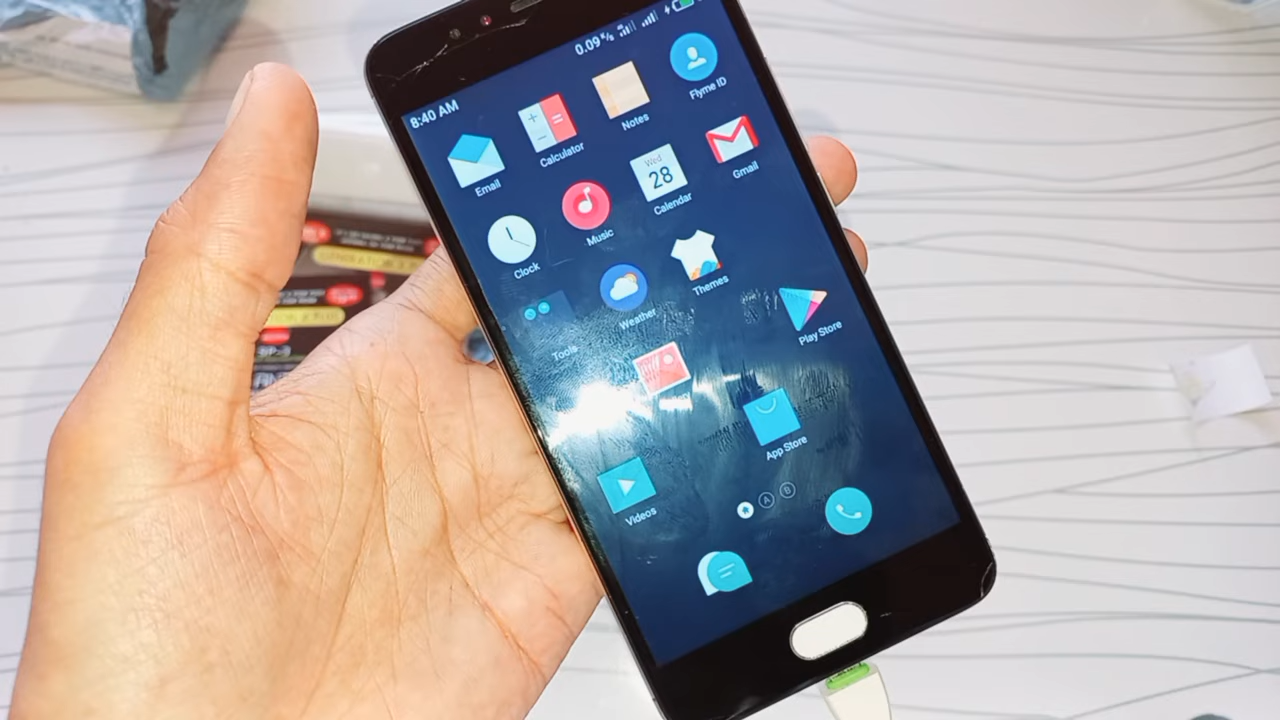 8:40 AM
0.09 K/s
Email
Calculator
Notes
Flyme ID
Clock
Music
Wed
28
Calendar
Gmail
Tools
Weather
Themes
Play Store
Videos
App Store
A
B